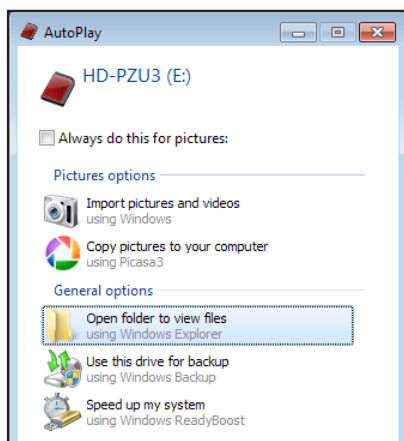 AutoPlay
HD-PZU3 (E:)
Always do this for pictures:
Pictures options
Import pictures and videos
using Windows
Copy pictures to your computer
using Picasa3
General options
Open folder to view files
using Windows Explorer
Use this drive for backup
using Windows Backup
Speed up my system
using Windows ReadyBoost